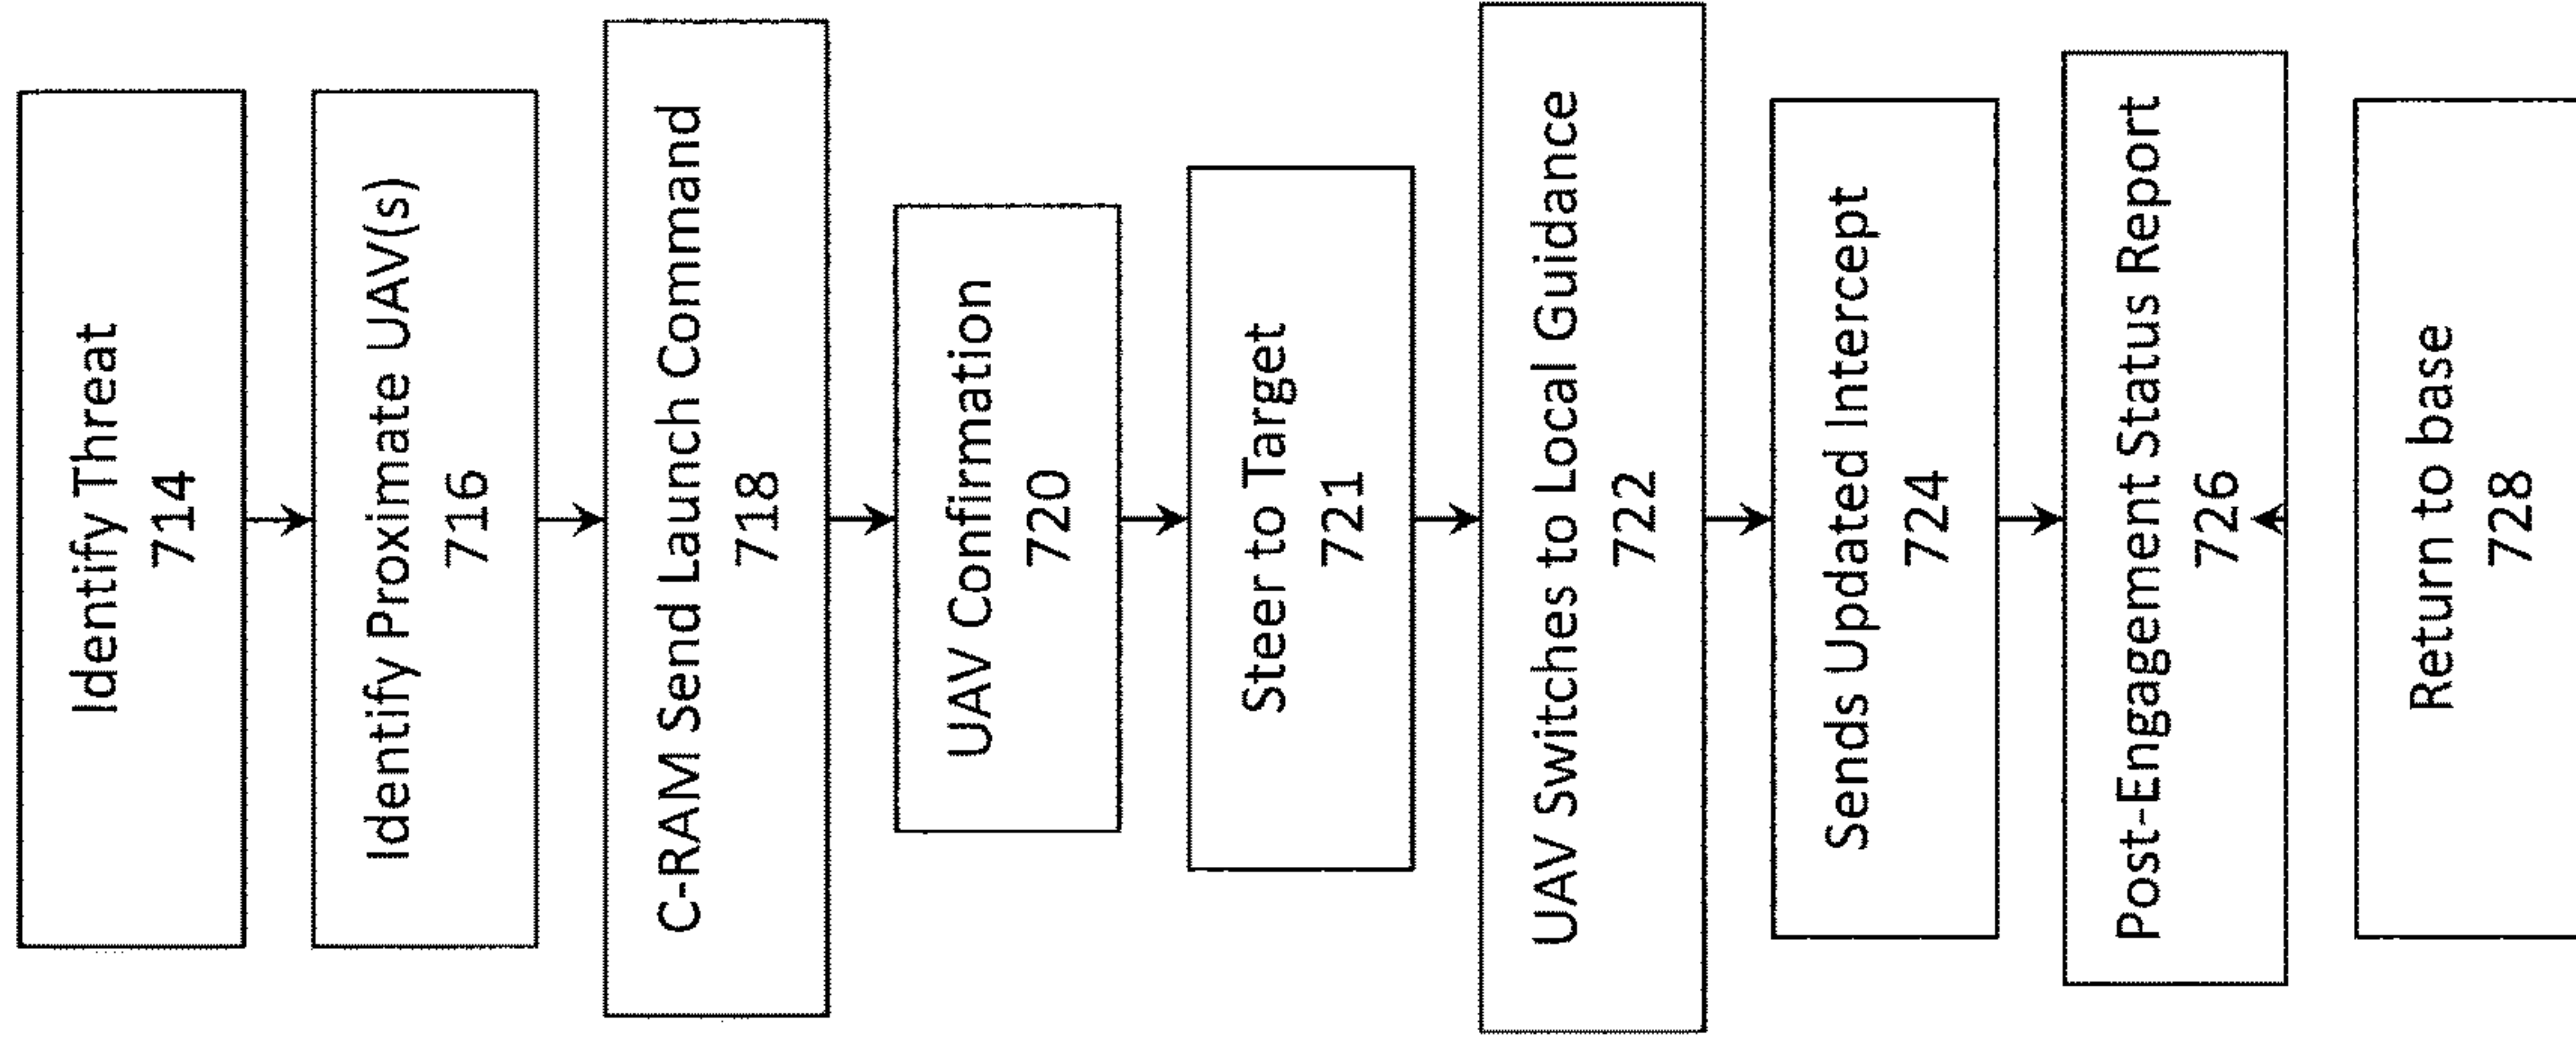 Identify Threat
714
Identify Proximate UAV(s)
716
C-RAM Send Launch Command
718
UAV Confirmation
720
Steer to Target
721
UAV Switches to Local Guidance
722
Sends Updated Intercept
724
Post-Engagement Status Report
726
Return to base
728